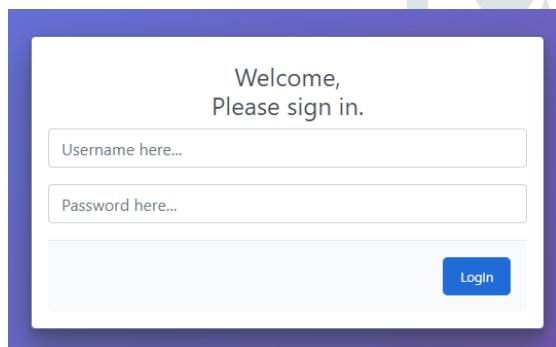 Welcome,
Please sign in.
Username here...
Password here...
LogIn